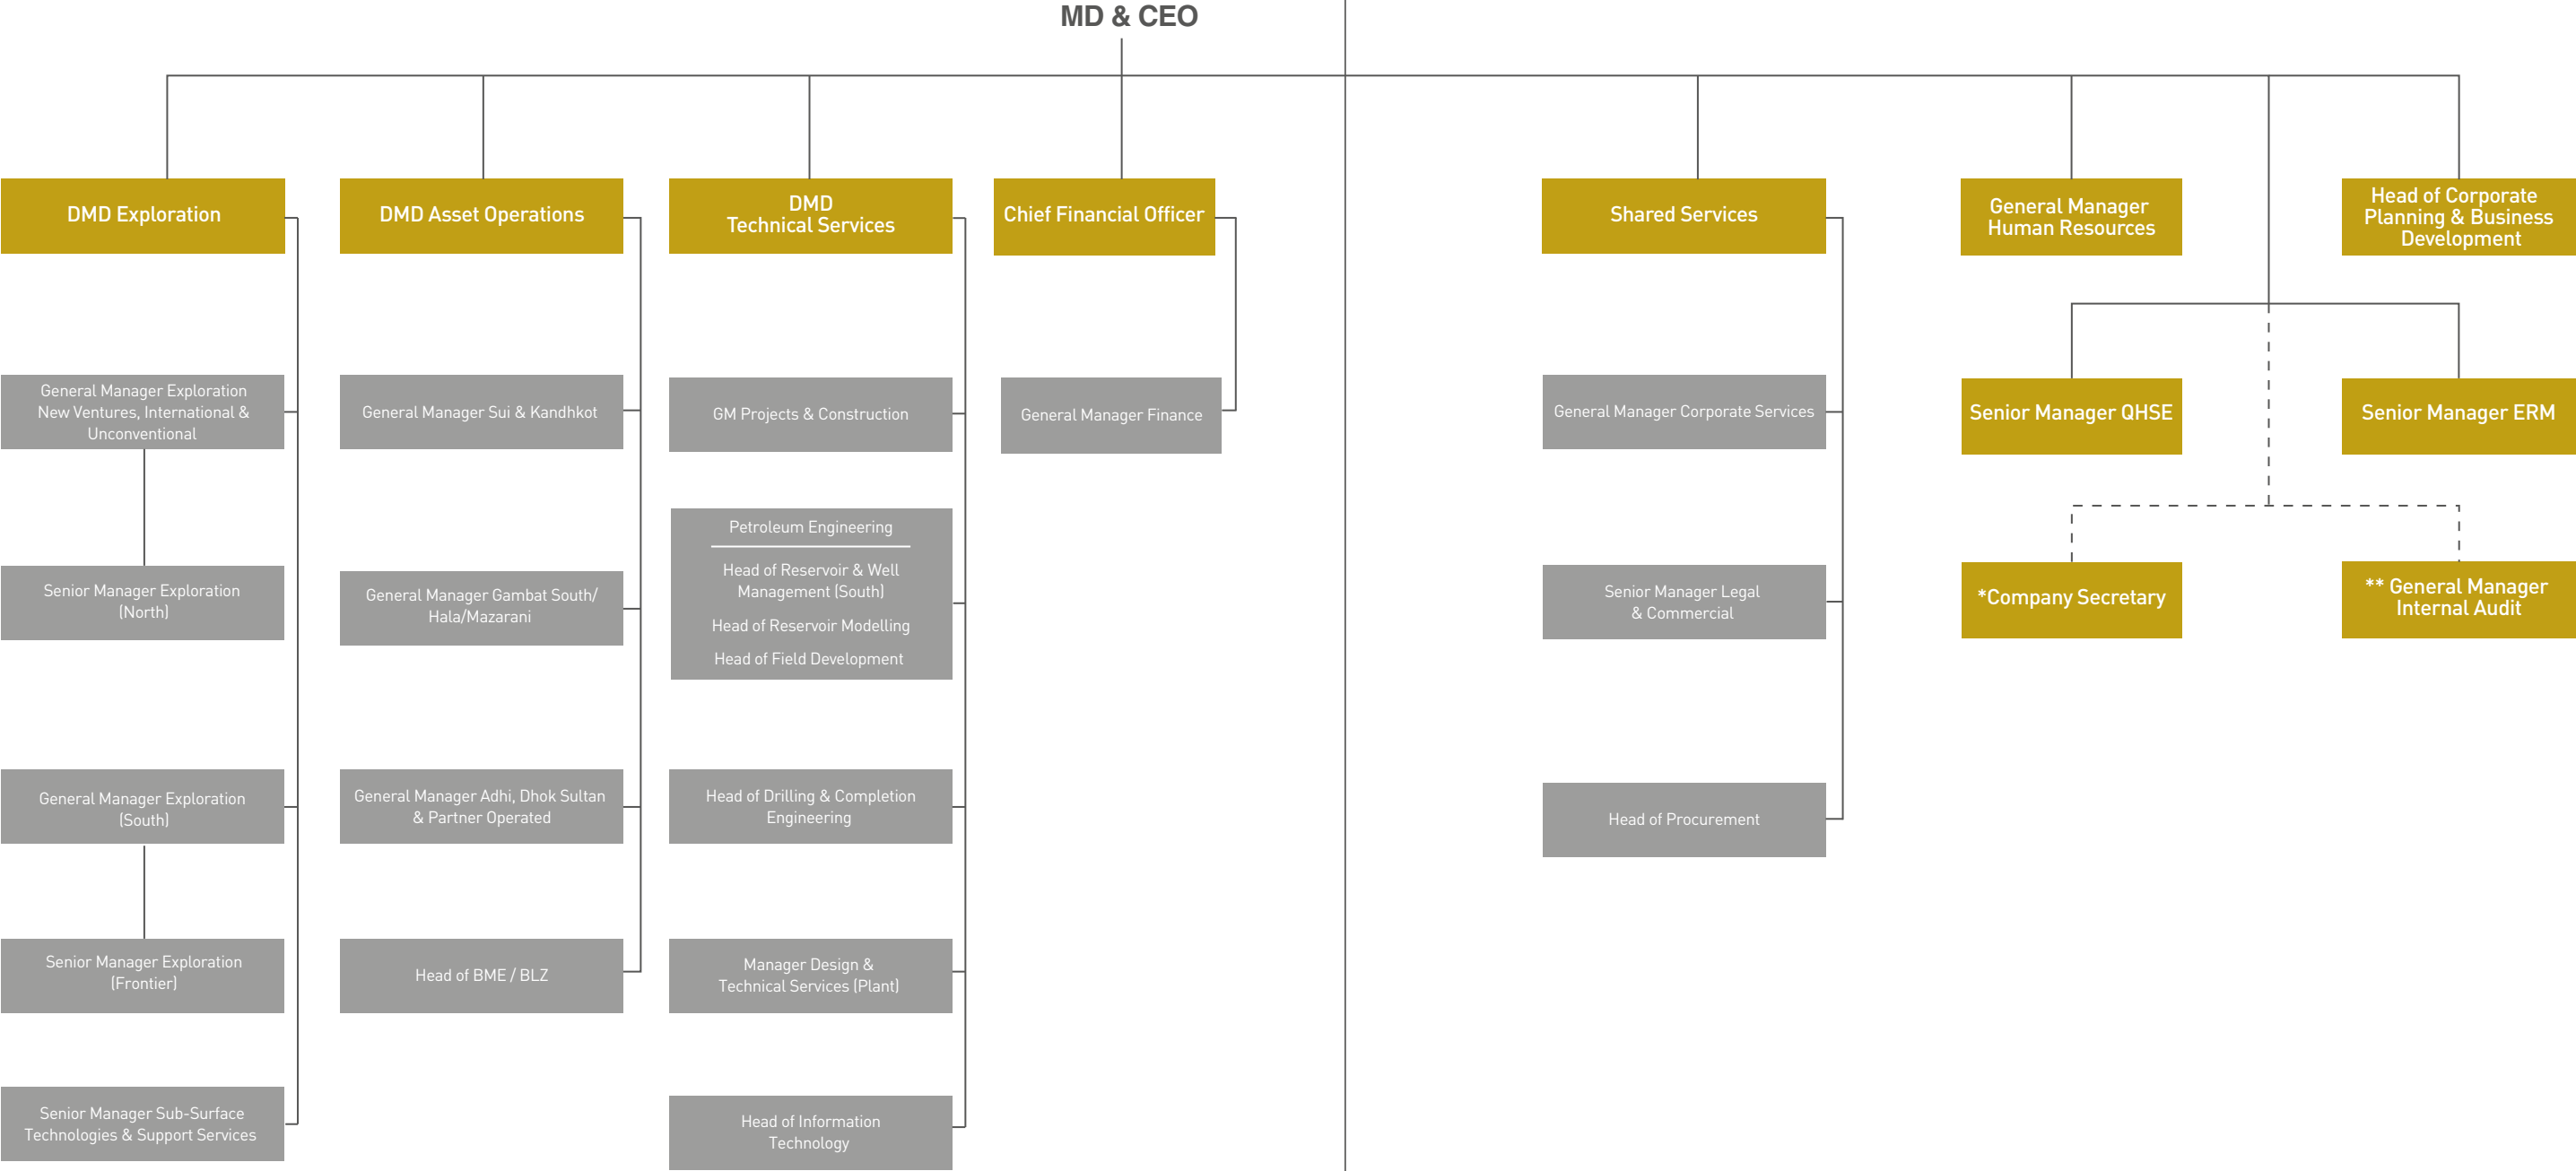 MD & CEO
DMD Exploration
DMD Asset Operations
DMD
Technical Services
Chief Financial Officer
Shared Services
General Manager
Human Resources
Head of Corporate
Planning & Business
Development
General Manager Exploration
New Ventures, International &
Unconventional
General Manager Sui & Kandhkot
GM Projects & Construction
General Manager Finance
General Manager Corporate Services
Senior Manager QHSE
Senior Manager ERM
Petroleum Engineering
Head of Reservoir & Well
Management (South)
Head of Reservoir Modelling
Head of Field Development
Senior Manager Exploration
(North)
General Manager Gambat South/
Hala/Mazarani
Senior Manager Legal
& Commercial
*Company Secretary
** General Manager
Internal Audit
General Manager Exploration
(South)
General Manager Adhi, Dhok Sultan
& Partner Operated
Head of Drilling & Completion
Engineering
Head of Procurement
Senior Manager Exploration
(Frontier)
Head of BME / BLZ
Manager Design &
Technical Services (Plant)
Senior Manager Sub-Surface
Technologies & Support Services
Head of Information
Technology